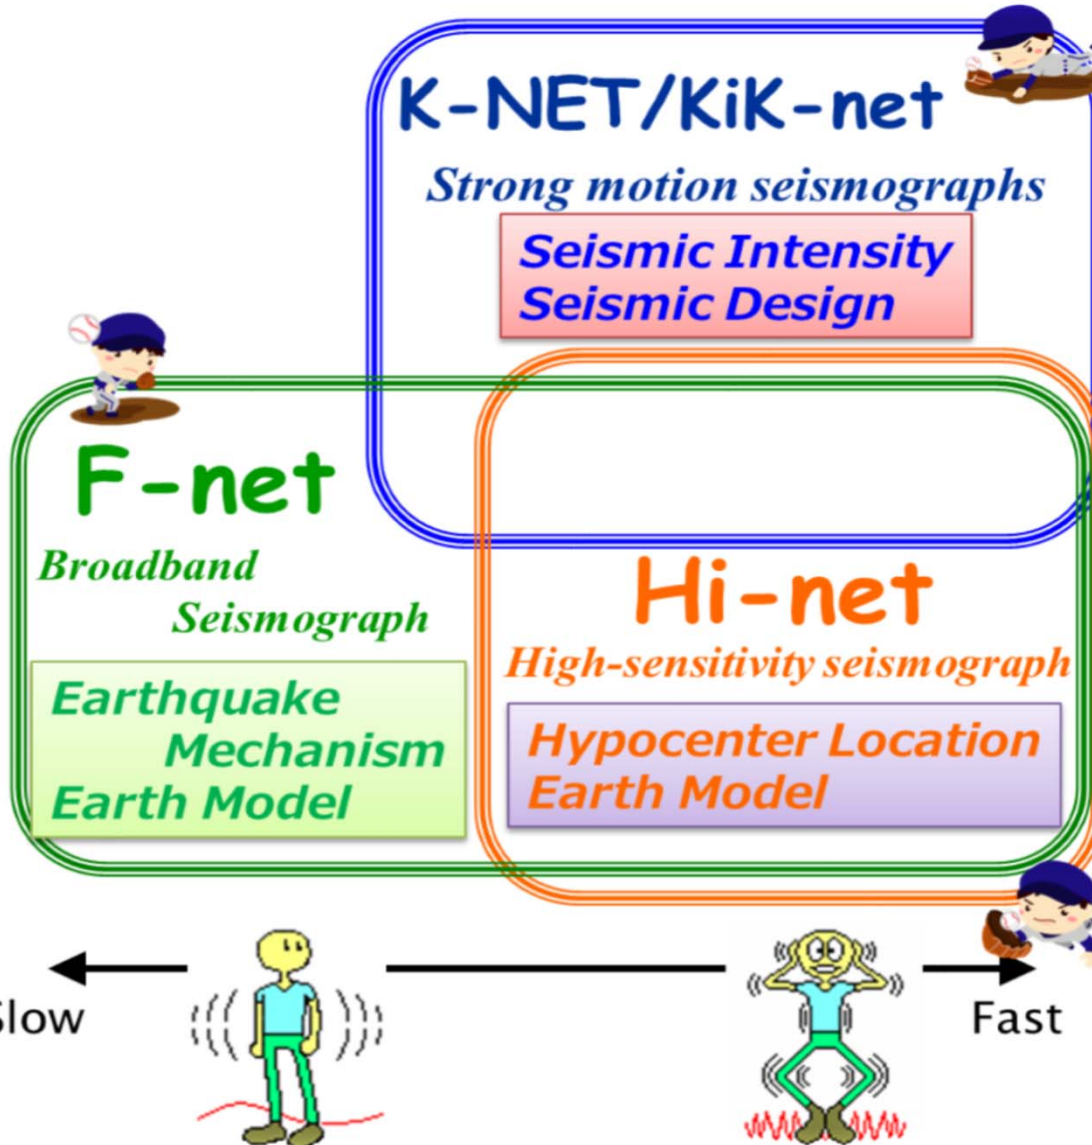 K-NET/KiK-net
Strong motion seismographs
Seismic Intensity
Seismic Design
F-net
Broadband
Seismograph
Earthquake
Mechanism
Earth Model
Hi-net
High-sensitivity seismograph
Hypocenter Location
Earth Model
Slow
Fast